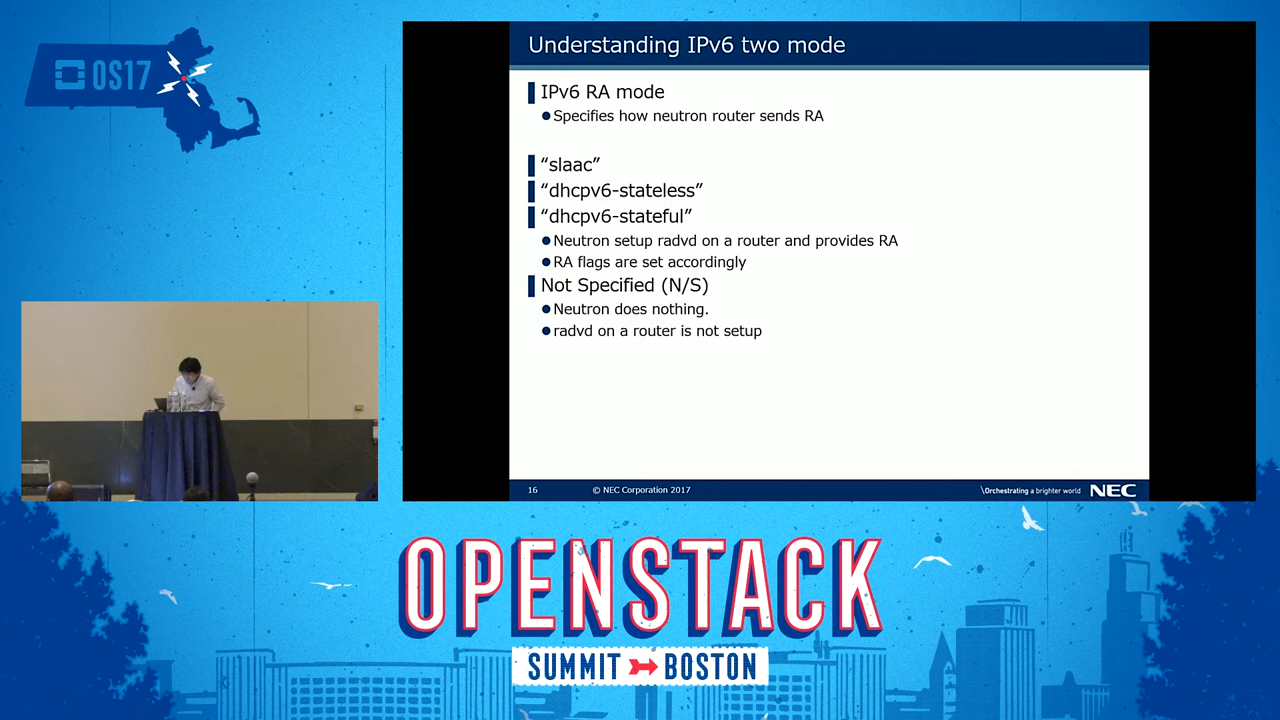 OS17
Understanding IPv6 two mode
IPv6 RA mode
Specifies how neutron router sends RA
“slaac”
“dhcpv6-stateless”
“dhcpv6-stateful”
Neutron setup radvd on a router and provides RA
RA flags are set accordingly
Not Specified (N/S)
Neutron does nothing.
radvd on a router is not setup
16
© NEC Corporation 2017
\Orchestrating a brighter world
NEC
OPENSTACK
SUMMIT BOSTON